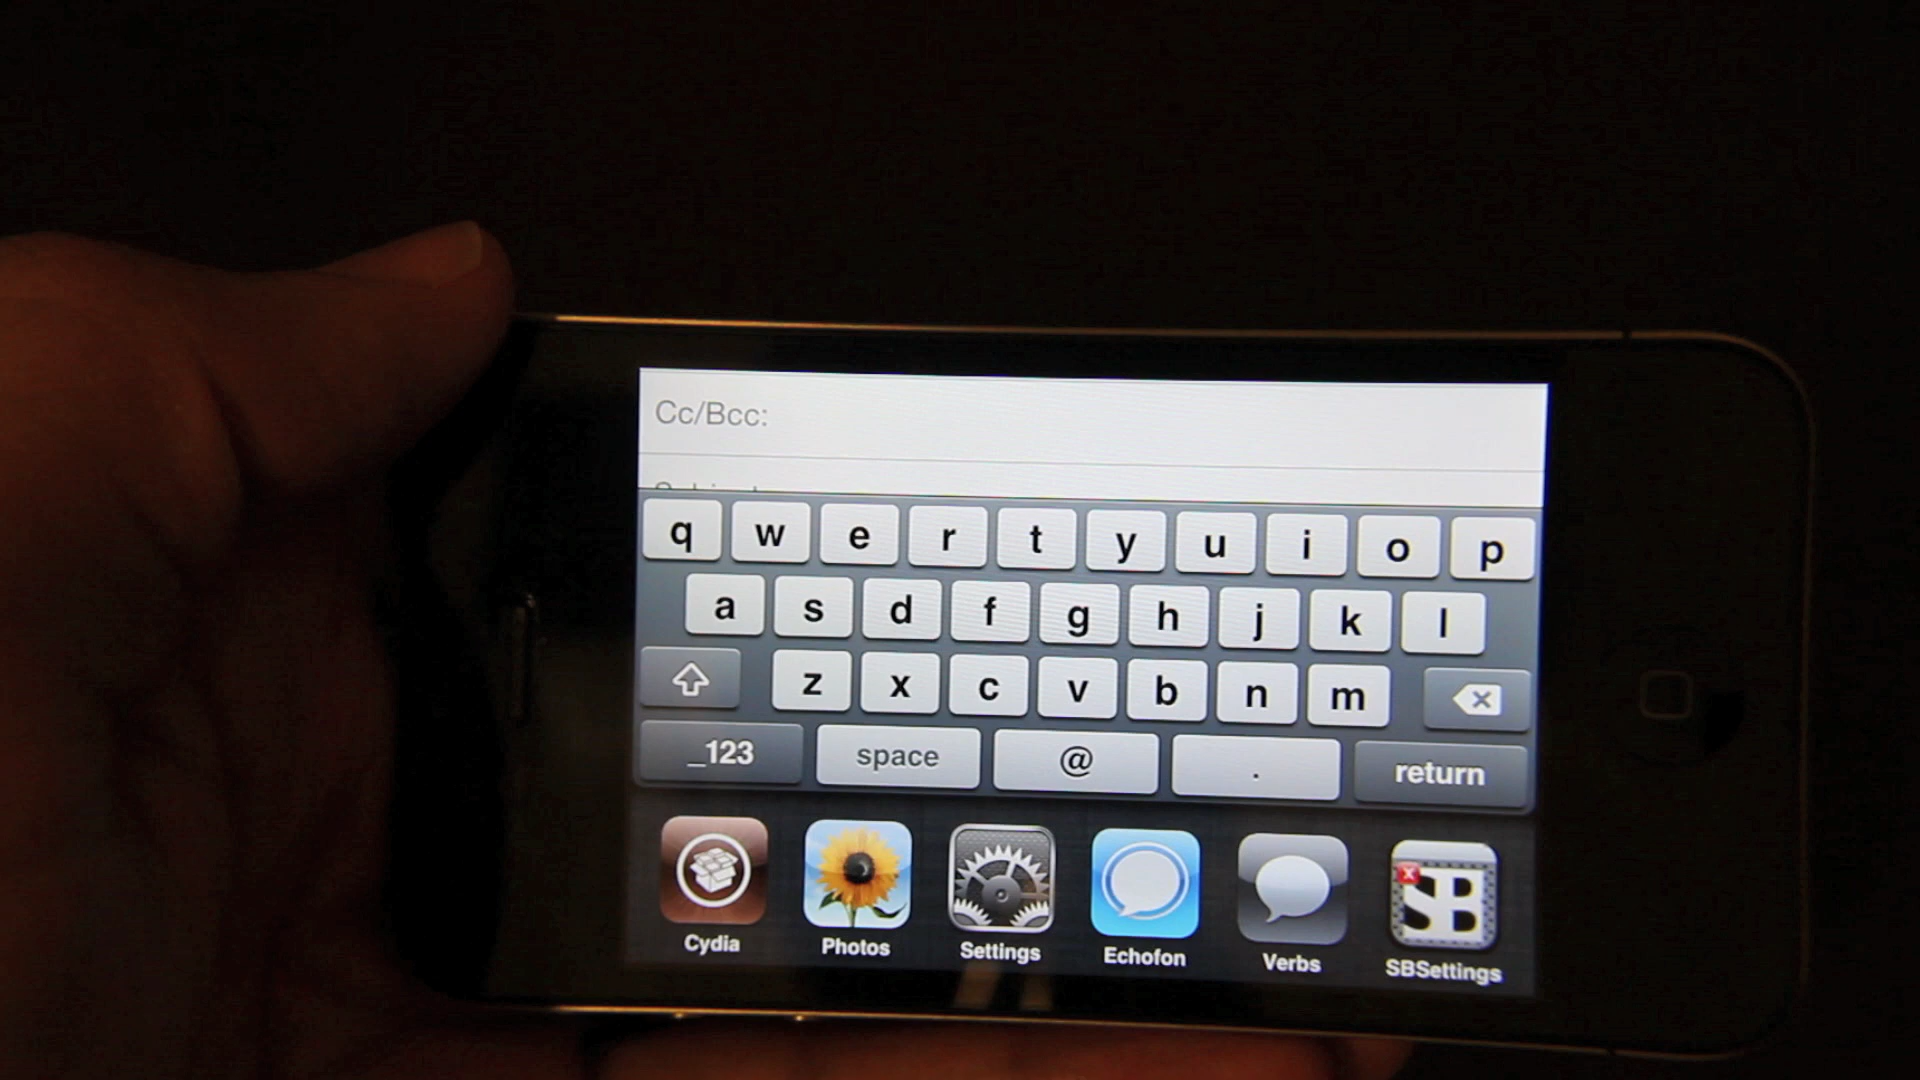 Cc/Bcc:
q w e r t y u i o p
a s d f g h j k l
z x c v b n m
_123 space @ . return
Cydia Photos Settings Echofon Verbs SBSettings